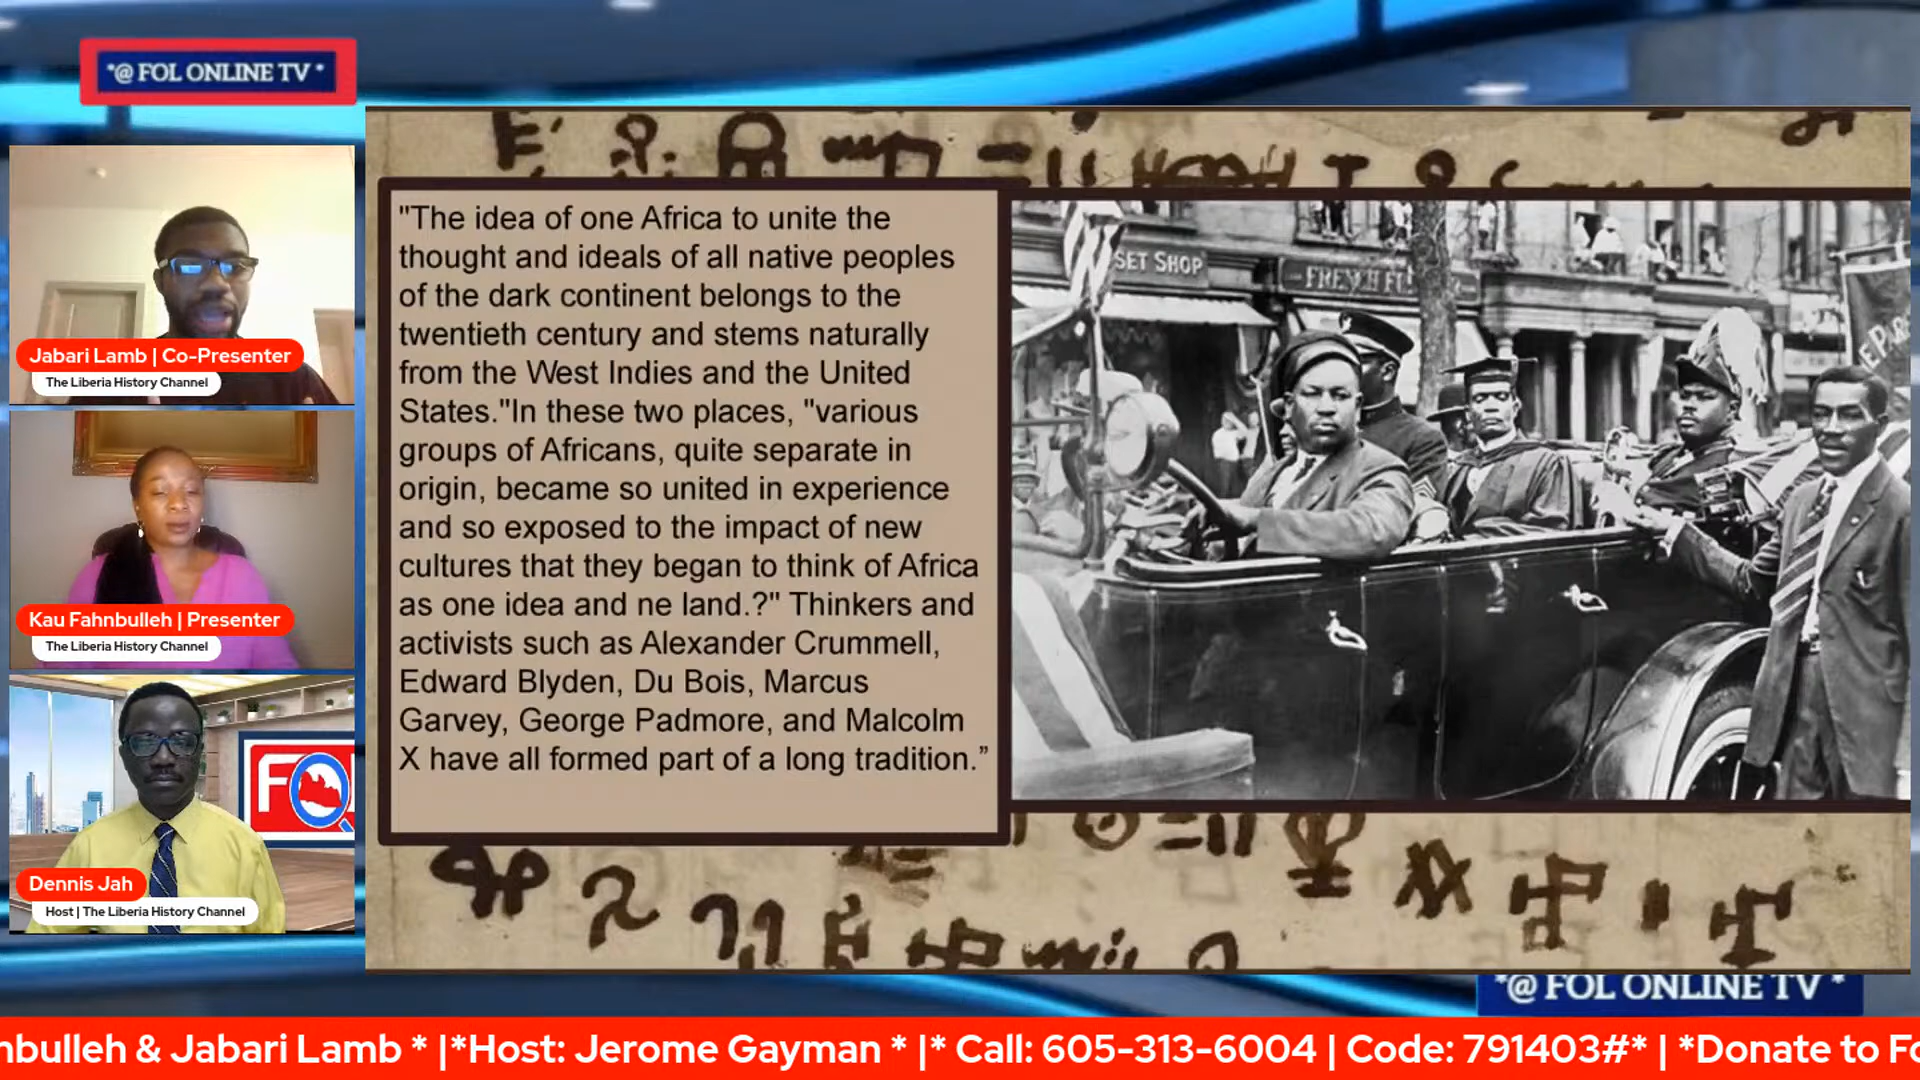 *@ FOL ONLINE TV *
Jabari Lamb | Co-Presenter
The Liberia History Channel
Kau Fahnbulleh | Presenter
The Liberia History Channel
Dennis Jah
Host | The Liberia History Channel
"The idea of one Africa to unite the
thought and ideals of all native peoples
of the dark continent belongs to the
twentieth century and stems naturally
from the West Indies and the United
States."In these two places, "various
groups of Africans, quite separate in
origin, became so united in experience
and so exposed to the impact of new
cultures that they began to think of Africa
as one idea and ne land.?" Thinkers and
activists such as Alexander Crummell,
Edward Blyden, Du Bois, Marcus
Garvey, George Padmore, and Malcolm
X have all formed part of a long tradition.”
SET SHOP
*@ FOL ONLINE TV *
nbulleh & Jabari Lamb * |*Host: Jerome Gayman * |* Call: 605-313-6004 | Code: 791403#* | *Donate to Fo